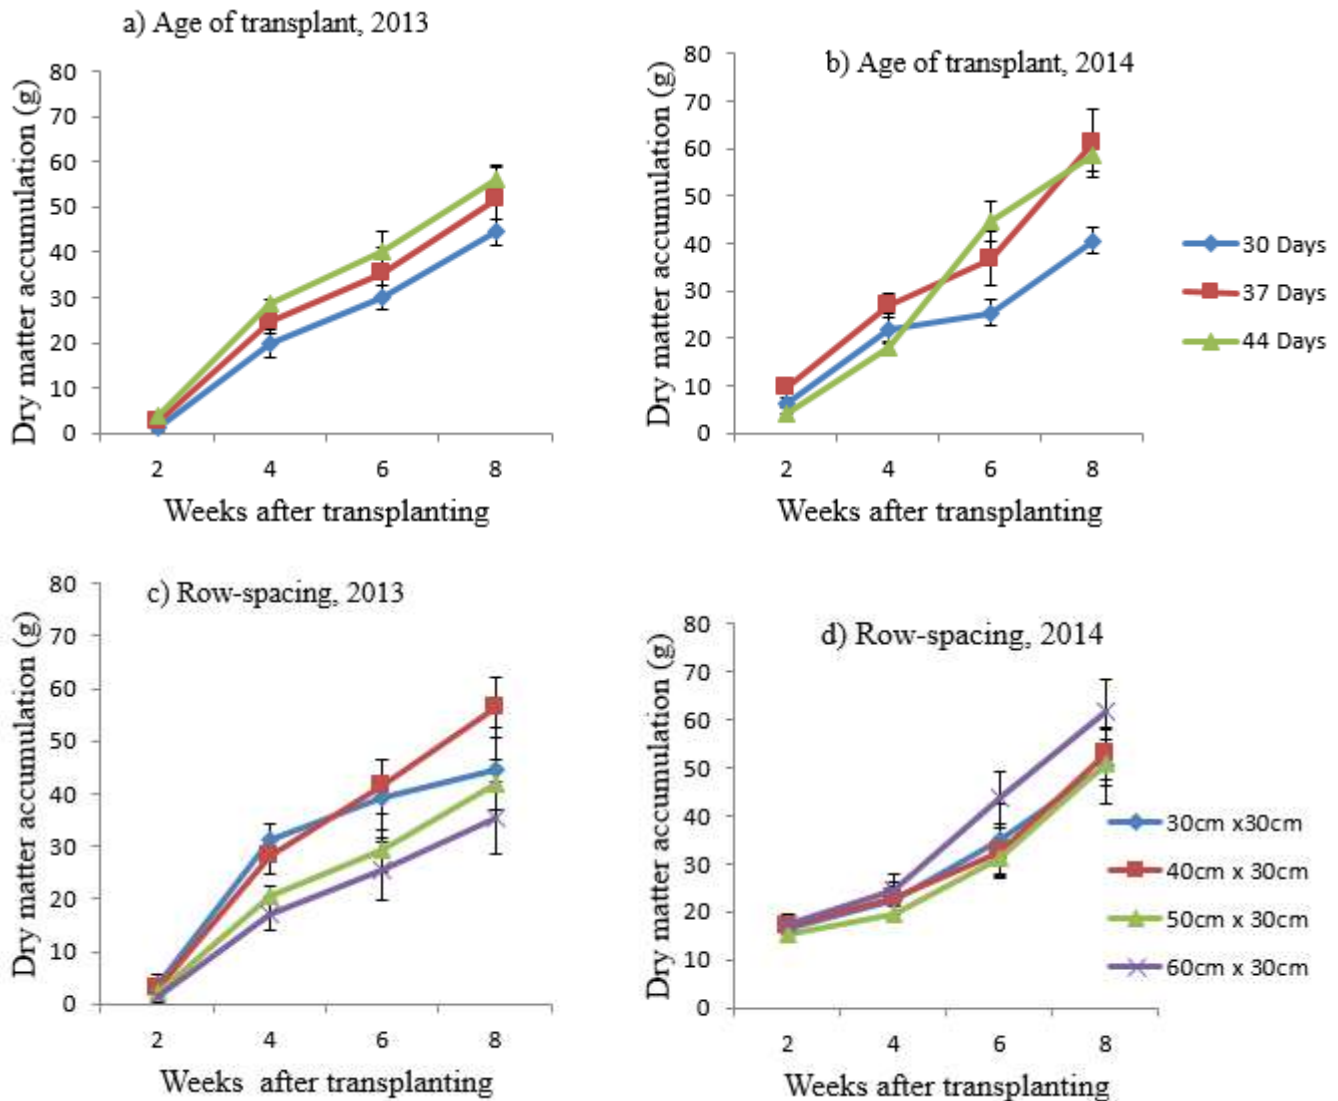 a) Age of transplant, 2013
Dry matter accumulation (g)
80
70
60
50
40
30
20
10
0
2 4 6 8
Weeks after transplanting
b) Age of transplant, 2014
Dry matter accumulation (g)
80
70
60
50
40
30
20
10
0
2 4 6 8
Weeks after transplanting
30 Days
37 Days
44 Days
c) Row-spacing, 2013
Dry matter accumulation (g)
80
70
60
50
40
30
20
10
0
2 4 6 8
Weeks after transplanting
d) Row-spacing, 2014
Dry matter accumulation (g)
80
70
60
50
40
30
20
10
0
2 4 6 8
Weeks after transplanting
30cm x30cm
40cm x 30cm
50cm x 30cm
60cm x 30cm